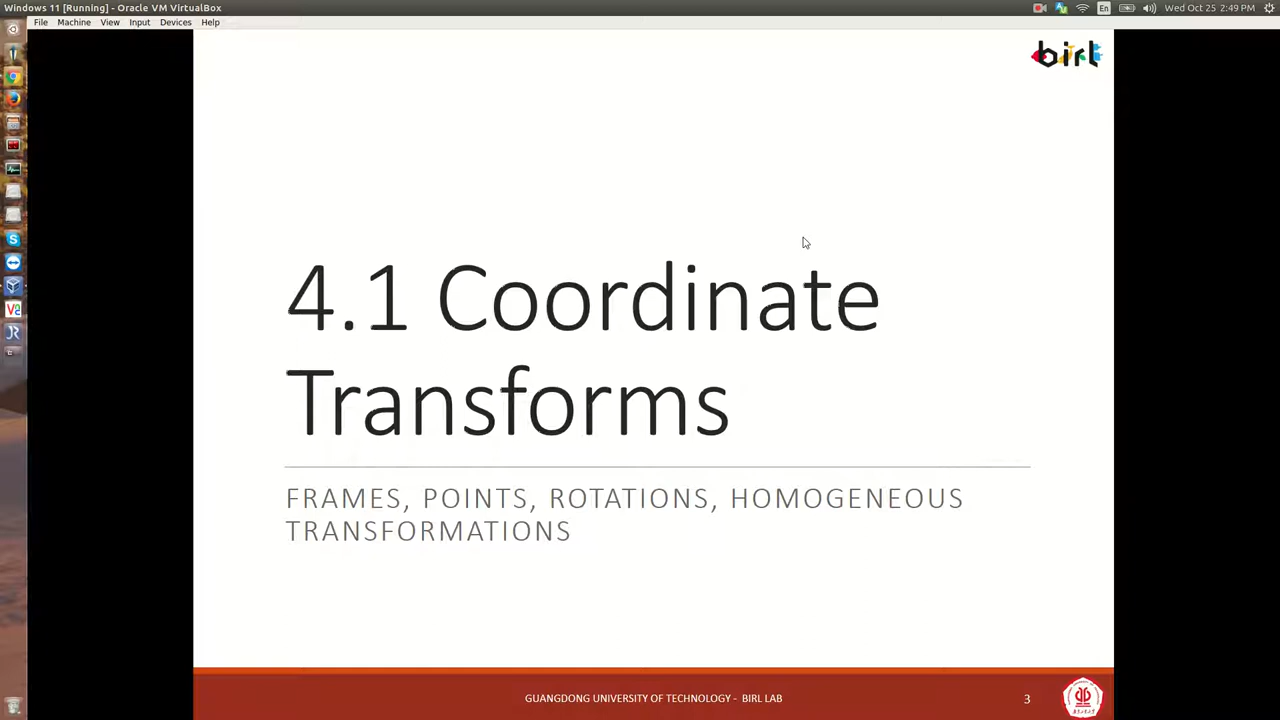 Windows 11 [Running] - Oracle VM VirtualBox
En
Wed Oct 25 2:49 PM
File Machine View Input Devices Help
birl
4.1 Coordinate
Transforms
FRAMES, POINTS, ROTATIONS, HOMOGENEOUS
TRANSFORMATIONS
GUANGDONG UNIVERSITY OF TECHNOLOGY - BIRL LAB
3